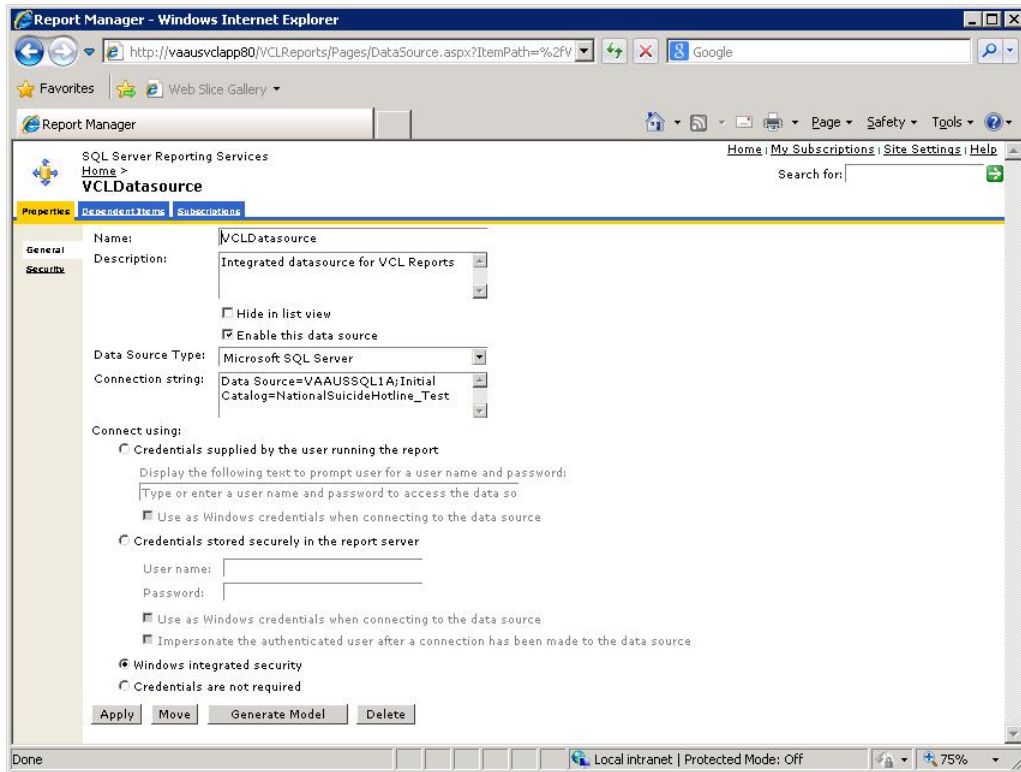 Report Manager - Windows Internet Explorer
http://vaausvclapp80/VCLReports/Pages/DataSource.aspx?ItemPath=%2fV
Google
Favorites Web Slice Gallery
Report Manager
Page Safety Tools
SQL Server Reporting Services
Home | My Subscriptions | Site Settings | Help
Home >
VCLDatasource
Search for:
Properties Dependent Items Subscriptions
General
Security
Name: VCLDatasource
Description: Integrated datasource for VCL Reports
Hide in list view
Enable this data source
Data Source Type: Microsoft SQL Server
Connection string: Data Source=VAAUSSQL1A;Initial
Catalog=NationalSuicideHotline_Test
Connect using:
Credentials supplied by the user running the report
Display the following text to prompt user for a user name and password:
Type or enter a user name and password to access the data so
Use as Windows credentials when connecting to the data source
Credentials stored securely in the report server
User name:
Password:
Use as Windows credentials when connecting to the data source
Impersonate the authenticated user after a connection has been made to the data source
Windows integrated security
Credentials are not required
Apply Move Generate Model Delete
Done Local intranet | Protected Mode: Off 75%